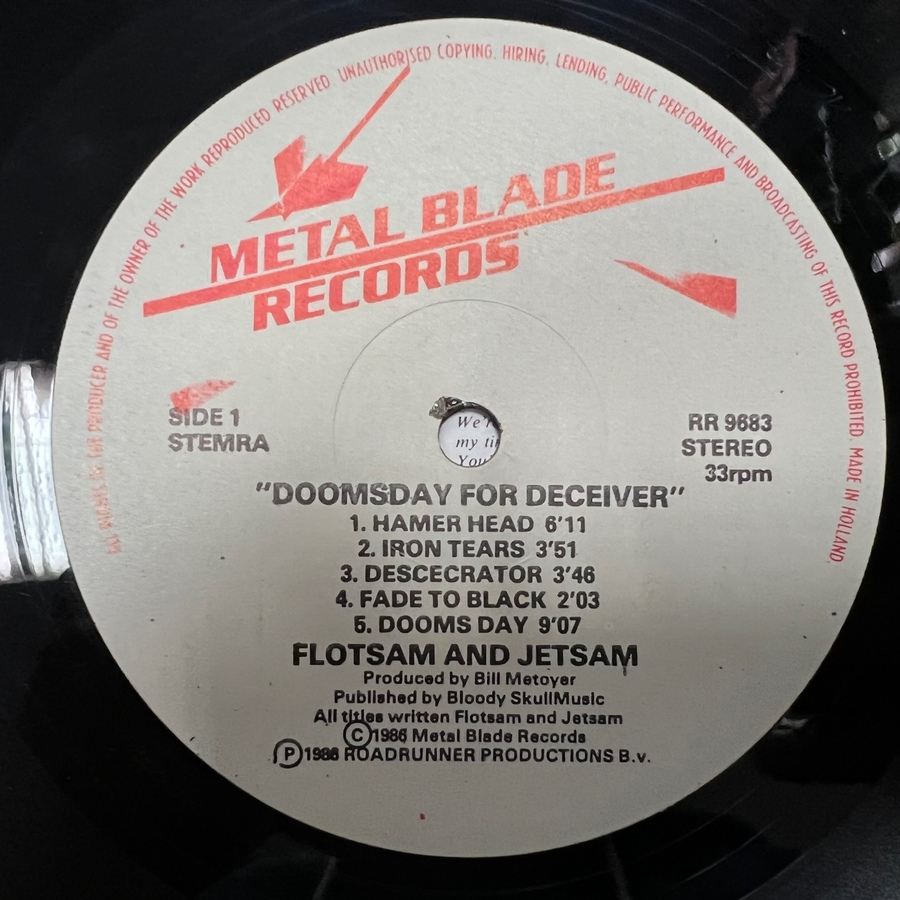 ALL RIGHTS OF THE PRODUCER AND OF THE OWNER OF THE WORK REPRODUCED RESERVED. UNAUTHORISED COPYING, HIRING, LENDING, PUBLIC PERFORMANCE AND BROADCASTING OF THIS RECORD PROHIBITED. MADE IN HOLLAND.
METAL BLADE
RECORDS
SIDE 1
STEMRA
RR 9683
STEREO
33rpm
We're
my
You
"DOOMSDAY FOR DECEIVER"
1. HAMER HEAD 6'11
2. IRON TEARS 3'51
3. DESCECRATOR 3'46
4. FADE TO BLACK 2'03
5. DOOMS DAY 9'07
FLOTSAM AND JETSAM
Produced by Bill Metoyer
Published by Bloody SkullMusic
All titles written Flotsam and Jetsam
©1986 Metal Blade Records
℗1986 ROADRUNNER PRODUCTIONS B.v.